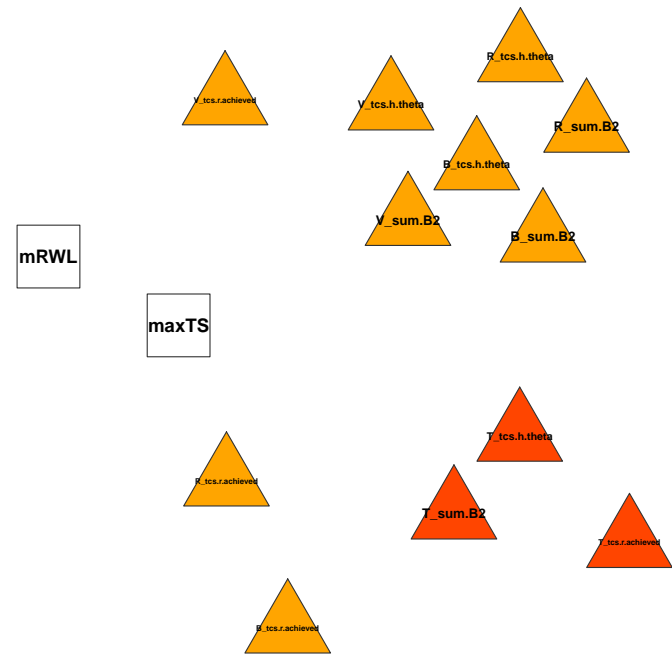 R_tcs.h.theta
V_tcs.r.achieved
V_tcs.h.theta
R_sum.B2
B_tcs.h.theta
V_sum.B2
B_sum.B2
mRWL
maxTS
T_tcs.h.theta
R_tcs.r.achieved
T_sum.B2
T_tcs.r.achieved
B_tcs.r.achieved